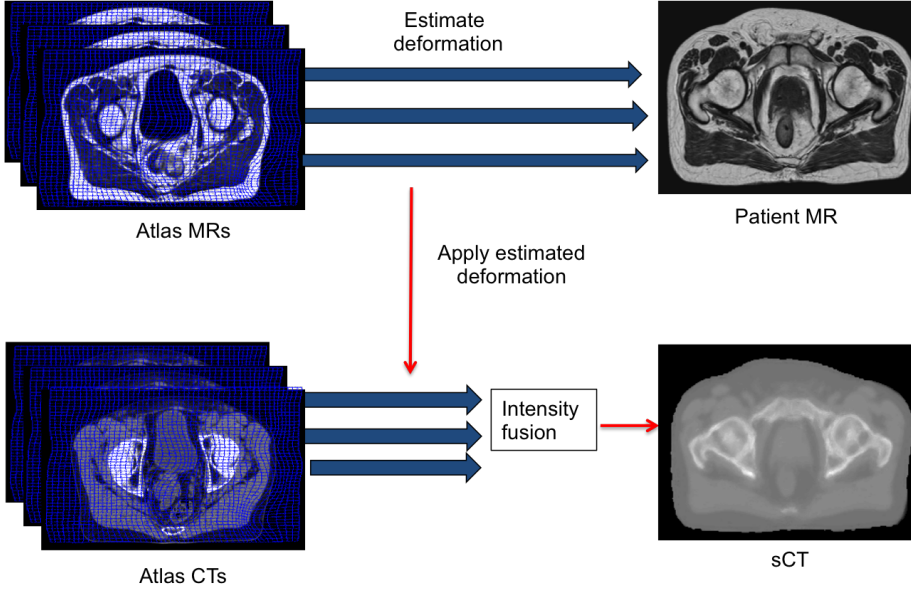 Estimate
deformation
Atlas MRs
Patient MR
Apply estimated
deformation
Intensity
fusion
Atlas CTs
sCT